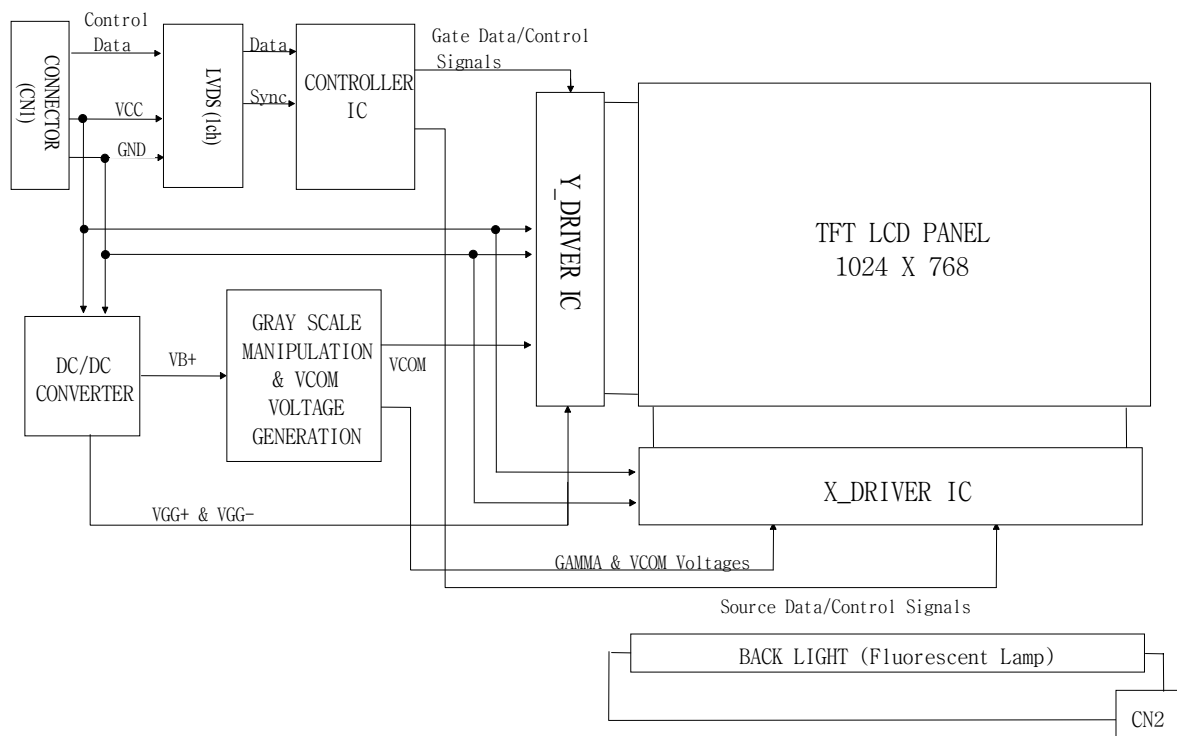 Control
Data
CONNECTOR
(CN1)
VCC
GND
LVDS(1ch)
Data
Sync
CONTROLLER
IC
Gate Data/Control
Signals
Y_DRIVER IC
TFT LCD PANEL
1024 X 768
DC/DC
CONVERTER
VB+
GRAY SCALE
MANIPULATION
& VCOM
VOLTAGE
GENERATION
VCOM
X_DRIVER IC
VGG+ & VGG-
GAMMA & VCOM Voltages
Source Data/Control Signals
BACK LIGHT (Fluorescent Lamp)
CN2